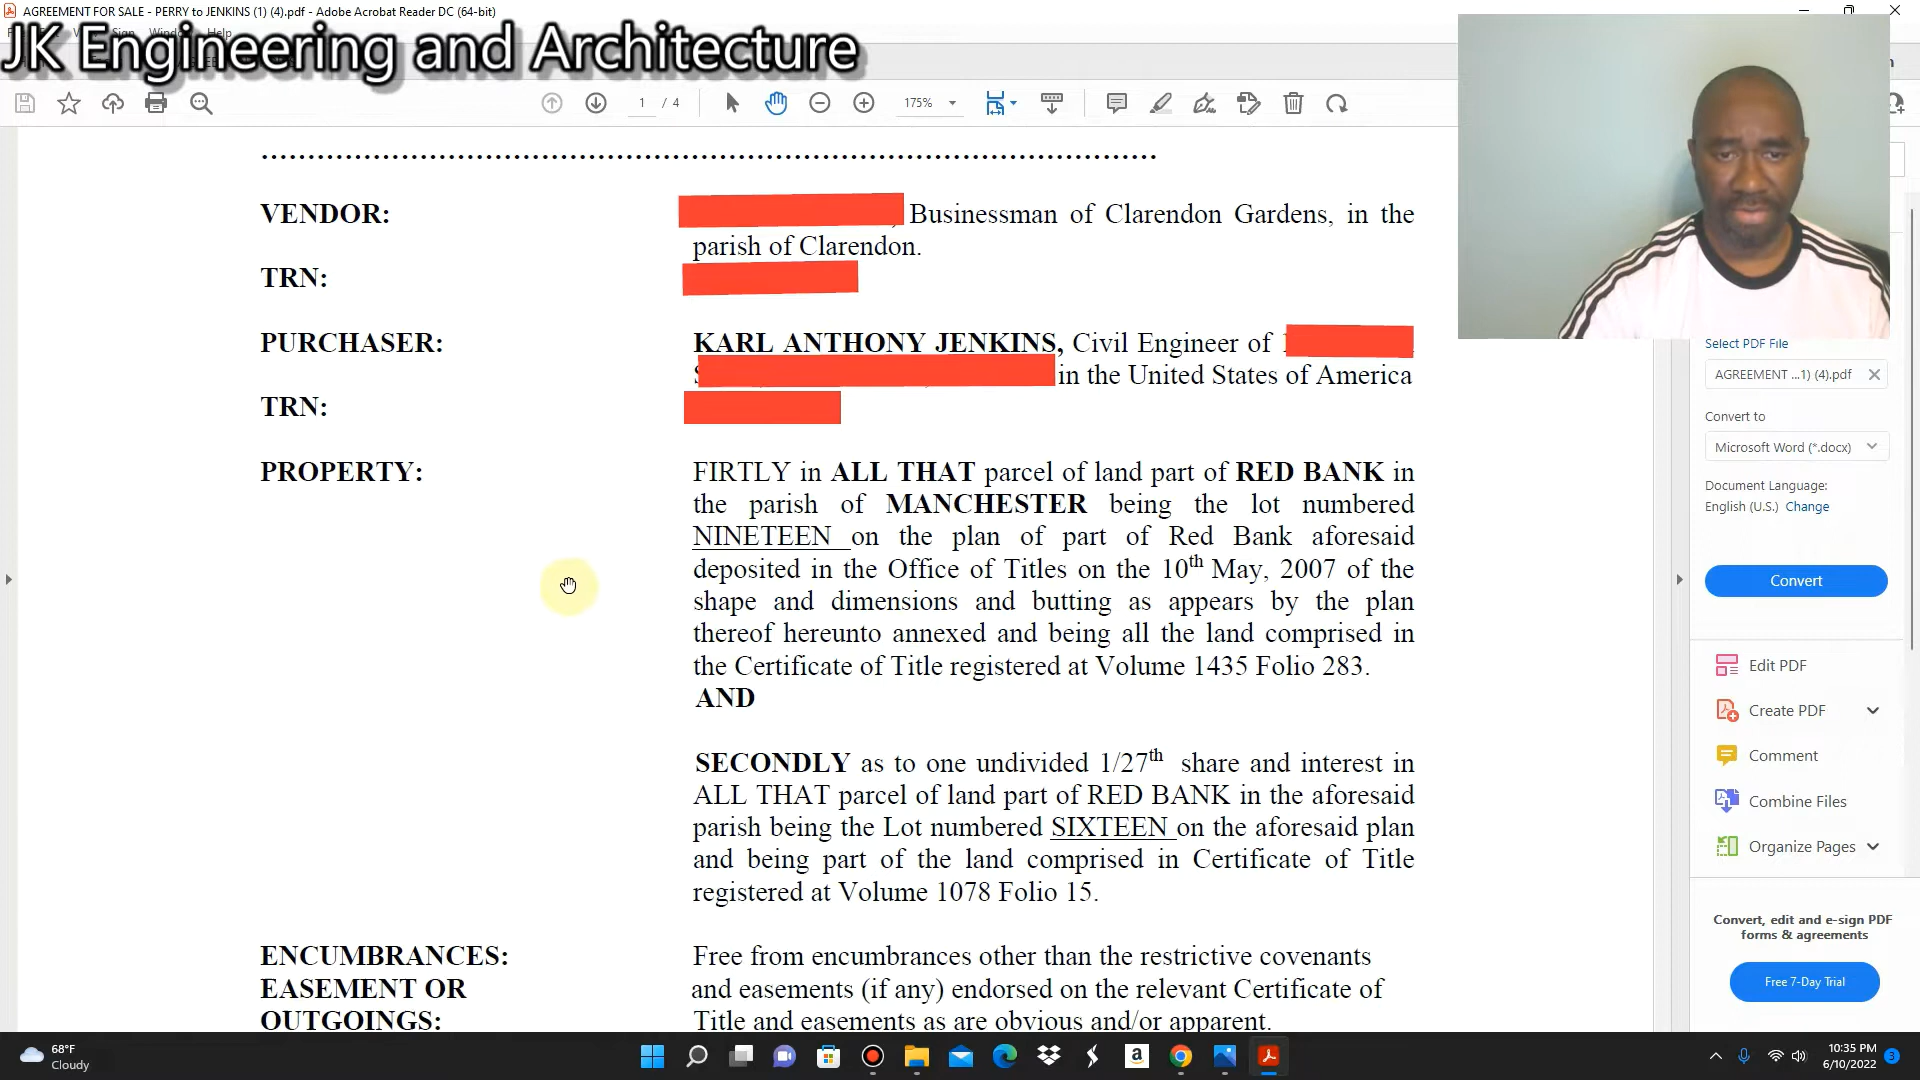 AGREEMENT FOR SALE - PERRY to JENKINS (1) (4).pdf - Adobe Acrobat Reader DC (64-bit)
Help
JK Engineering and Architecture
1 / 4
175%
VENDOR:
Businessman of Clarendon Gardens, in the
parish of Clarendon.
TRN:
PURCHASER:
KARL ANTHONY JENKINS, Civil Engineer of
in the United States of America
TRN:
PROPERTY:
FIRTLY in ALL THAT parcel of land part of RED BANK in
the parish of MANCHESTER being the lot numbered
NINETEEN on the plan of part of Red Bank aforesaid
deposited in the Office of Titles on the 10th May, 2007 of the
shape and dimensions and butting as appears by the plan
thereof hereunto annexed and being all the land comprised in
the Certificate of Title registered at Volume 1435 Folio 283.
AND
SECONDLY as to one undivided 1/27th share and interest in
ALL THAT parcel of land part of RED BANK in the aforesaid
parish being the Lot numbered SIXTEEN on the aforesaid plan
and being part of the land comprised in Certificate of Title
registered at Volume 1078 Folio 15.
ENCUMBRANCES:
EASEMENT OR
OUTGOINGS:
Free from encumbrances other than the restrictive covenants
and easements (if any) endorsed on the relevant Certificate of
Title and easements as are obvious and/or apparent.
Select PDF File
AGREEMENT ...1) (4).pdf
Convert to
Microsoft Word (*.docx)
Document Language:
English (U.S.) Change
Convert
Edit PDF
Create PDF
Comment
Combine Files
Organize Pages
Convert, edit and e-sign PDF
forms & agreements
Free 7-Day Trial
68°F
Cloudy
10:35 PM
6/10/2022
3